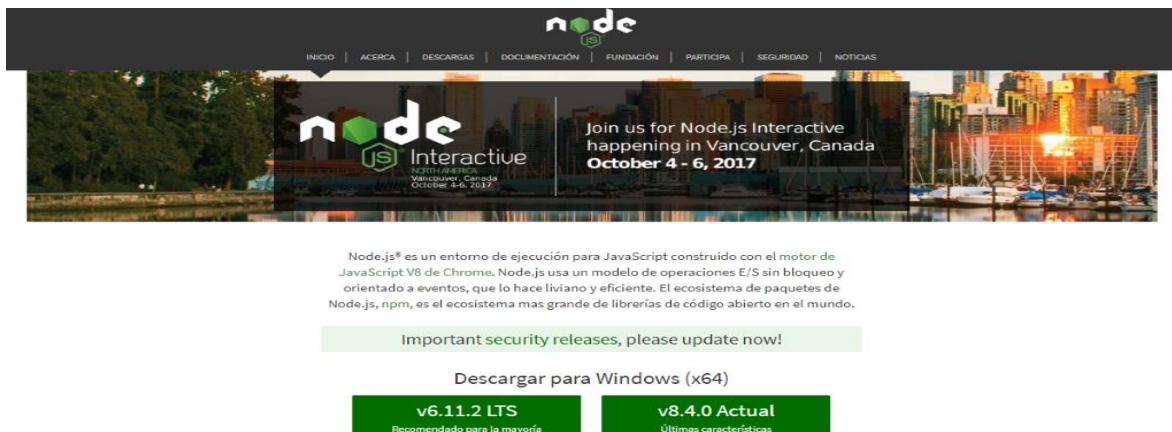 node
JS
INICIO | ACERCA | DESCARGAS | DOCUMENTACIÓN | FUNDACIÓN | PARTICIPA | SEGURIDAD | NOTICIAS
node
JS Interactive
NORTH AMERICA
Vancouver, Canada
October 4-6, 2017
Join us for Node.js Interactive
happening in Vancouver, Canada
October 4 - 6, 2017
Node.js® es un entorno de ejecución para JavaScript construido con el motor de
JavaScript V8 de Chrome. Node.js usa un modelo de operaciones E/S sin bloqueo y
orientado a eventos, que lo hace liviano y eficiente. El ecosistema de paquetes de
Node.js, npm, es el ecosistema mas grande de librerías de código abierto en el mundo.
Important security releases, please update now!
Descargar para Windows (x64)
v6.11.2 LTS
Recomendado para la mayoría
v8.4.0 Actual
Últimas características